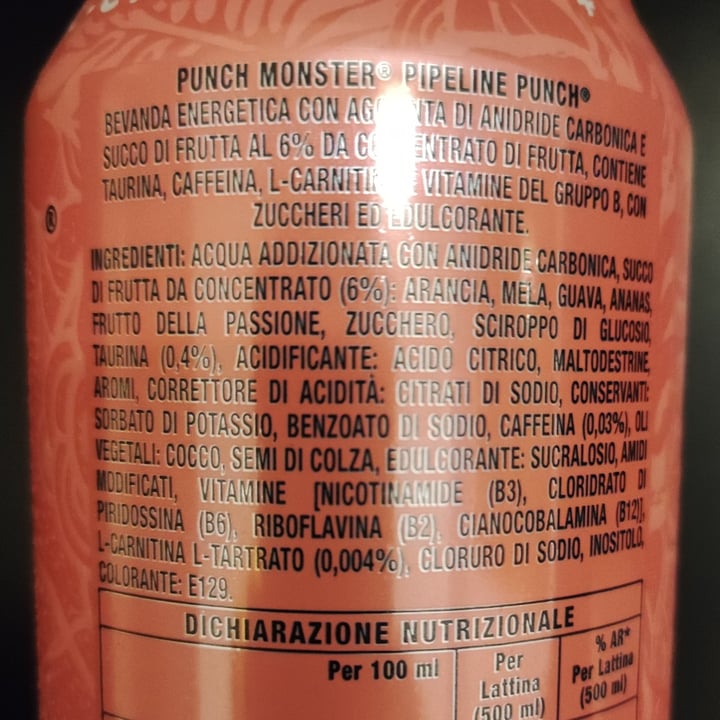 PUNCH MONSTER® PIPELINE PUNCH®
BEVANDA ENERGETICA CON DI ANIDRIDE CARBONICA E
SUCCO DI FRUTTA AL 6% DA DI FRUTTA, CONTIENE
TAURINA, CAFFEINA, VITAMINE DEL GRUPPO B, CON
ZUCCHERI ED EDULCORANTE.
®
INGREDIENTI: ACQUA ADDIZIONATA CON ANIDRIDE CARBONICA, SUCCO
DI FRUTTA DA CONCENTRATO (6%): ARANCIA, MELA, GUAVA, ANANAS,
FRUTTO DELLA PASSIONE, ZUCCHERO, SCIROPPO DI GLUCOSIO,
TAURINA (0,4%), ACIDIFICANTE: ACIDO CITRICO, MALTODESTRINE,
AROMI, CORRETTORE DI ACIDITÀ: CITRATI DI SODIO, CONSERVANTI:
SORBATO DI POTASSIO, BENZOATO DI SODIO, CAFFEINA (0,03%), OLI
VEGETALI: COCCO, SEMI DI COLZA, EDULCORANTE: SUCRALOSIO, AMIDI
MODIFICATI, VITAMINE [NICOTINAMIDE (B3), CLORIDRATO DI
PIRIDOSSINA (B6), RIBOFLAVINA (B2), CIANOCOBALAMINA (B12)],
L-CARNITINA L-TARTRATO (0,004%), CLORURO DI SODIO, INOSITOLO,
COLORANTE: E129.
DICHIARAZIONE NUTRIZIONALE
Per 100 ml
Per
Lattina
(500 ml)
% AR*
Per Lattina
(500 ml)